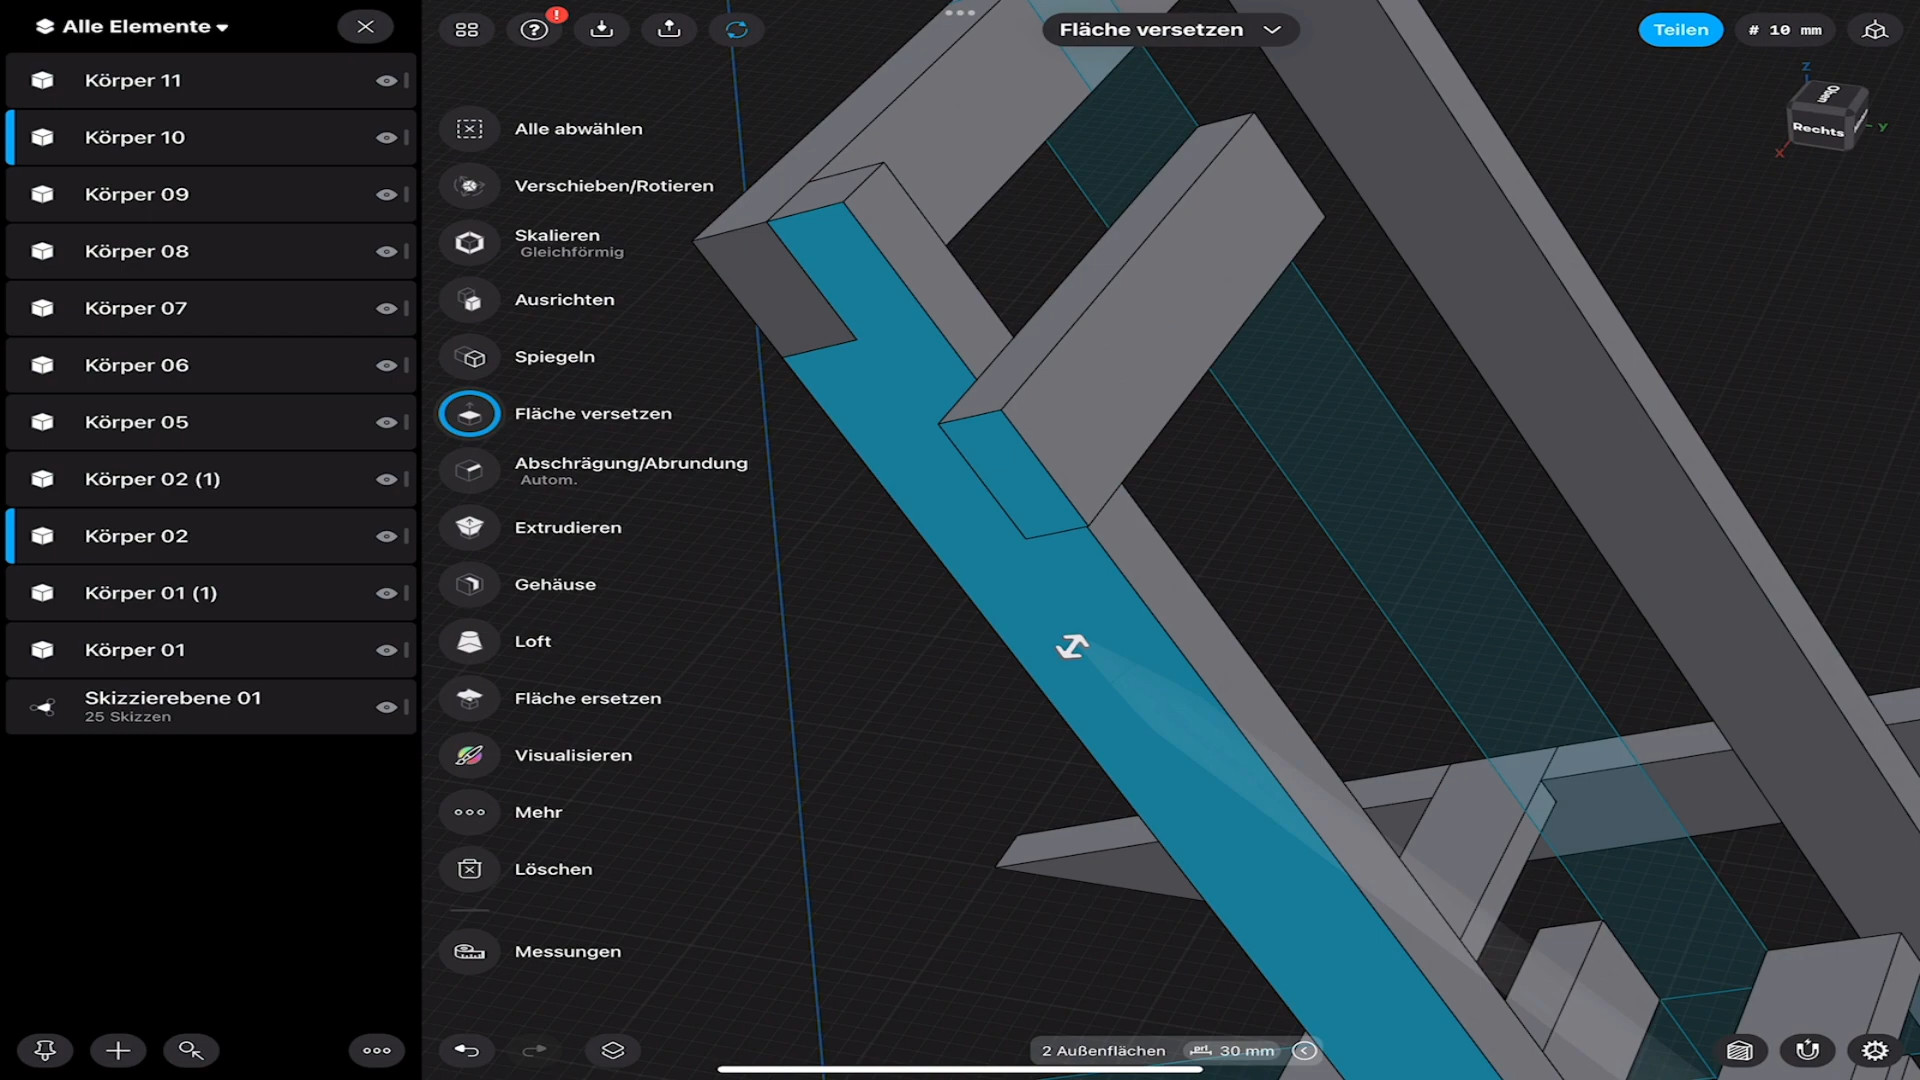 Alle Elemente
Körper 11
Körper 10
Körper 09
Körper 08
Körper 07
Körper 06
Körper 05
Körper 02 (1)
Körper 02
Körper 01 (1)
Körper 01
Skizzierebene 01
25 Skizzen
Alle abwählen
Verschieben/Rotieren
Skalieren
Gleichförmig
Ausrichten
Spiegeln
Fläche versetzen
Abschrägung/Abrundung
Autom.
Extrudieren
Gehäuse
Loft
Fläche ersetzen
Visualisieren
Mehr
Löschen
Messungen
Fläche versetzen
Teilen
# 10 mm
Z
Oben
Rechts
Y
X
2 Außenflächen
30 mm